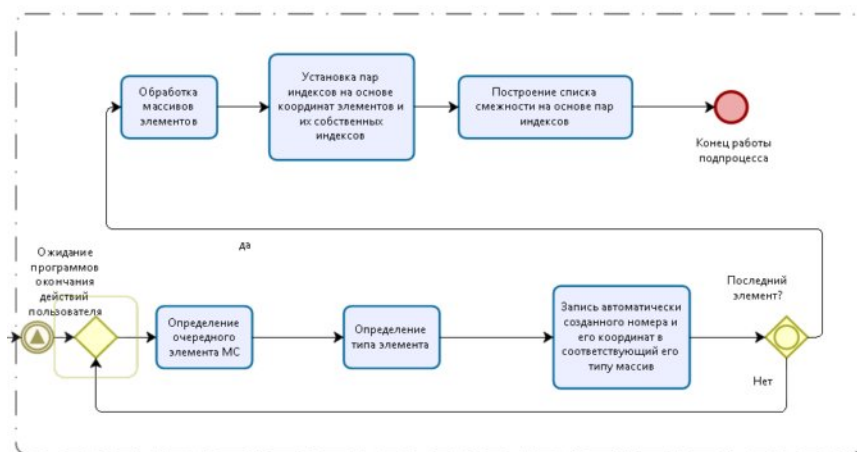 Обработка
массивов
элементов
Установка пар
индексов на основе
координат элементов и
их собственных
индексов
Построение списка
смежности на основе пар
индексов
Конец работы
подпроцесса
да
Ожидание
программов
окончания
действий
пользователя
Определение
очередного
элемента МС
Определение
типа элемента
Запись автоматически
созданного номера и
его координат в
соответствующий его
типу массив
Последний
элемент?
Нет